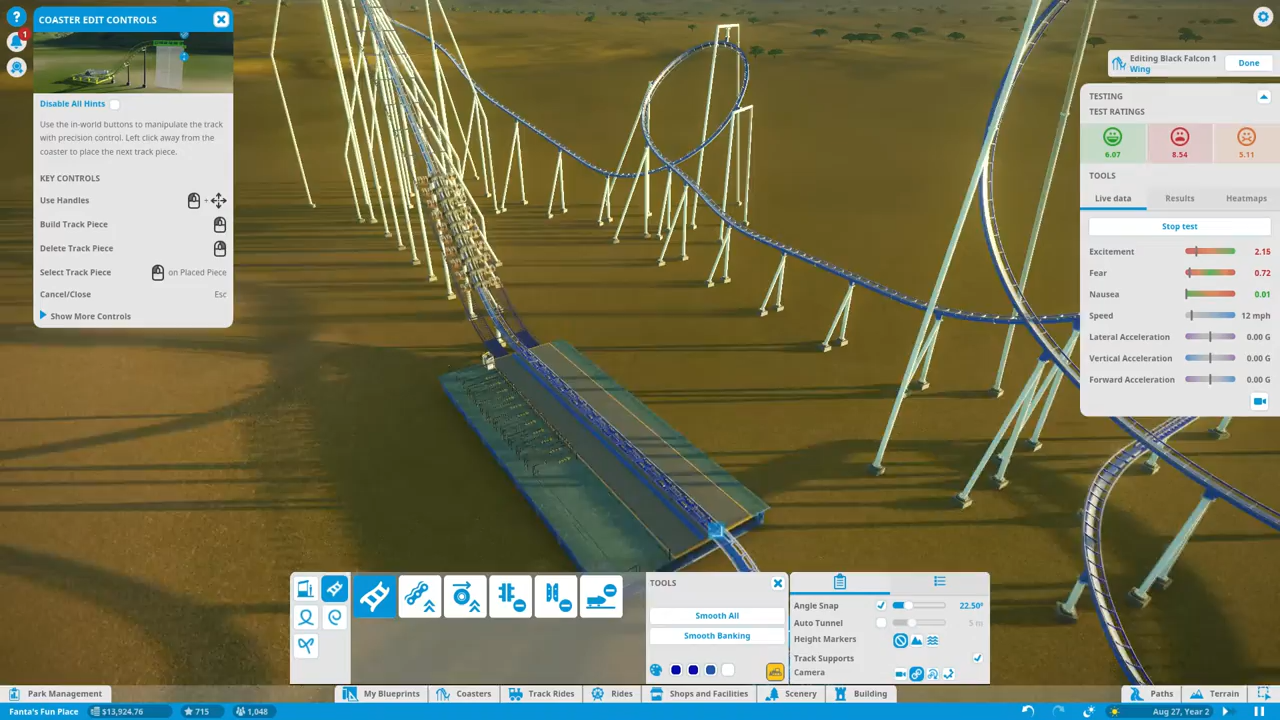 COASTER EDIT CONTROLS
?
1
Disable All Hints
Use the in-world buttons to manipulate the track
with precision control. Left click away from the
coaster to place the next track piece.
KEY CONTROLS
Use Handles
+
Build Track Piece
Delete Track Piece
Select Track Piece on Placed Piece
Cancel/Close Esc
Show More Controls
Editing Black Falcon 1
Wing
Done
TESTING
TEST RATINGS
6.07 8.54 5.11
TOOLS
Live data Results Heatmaps
Stop test
Excitement 2.15
Fear 0.72
Nausea 0.01
Speed 12 mph
Lateral Acceleration 0.00 G
Vertical Acceleration 0.00 G
Forward Acceleration 0.00 G
TOOLS
Smooth All
Smooth Banking
Angle Snap 22.50°
Auto Tunnel
Height Markers
Track Supports
Camera
Park Management My Blueprints Coasters Track Rides Rides Shops and Facilities Scenery Building Paths Terrain
Fanta's Fun Place $13,924.76 715 1,048 Aug 27, Year 2